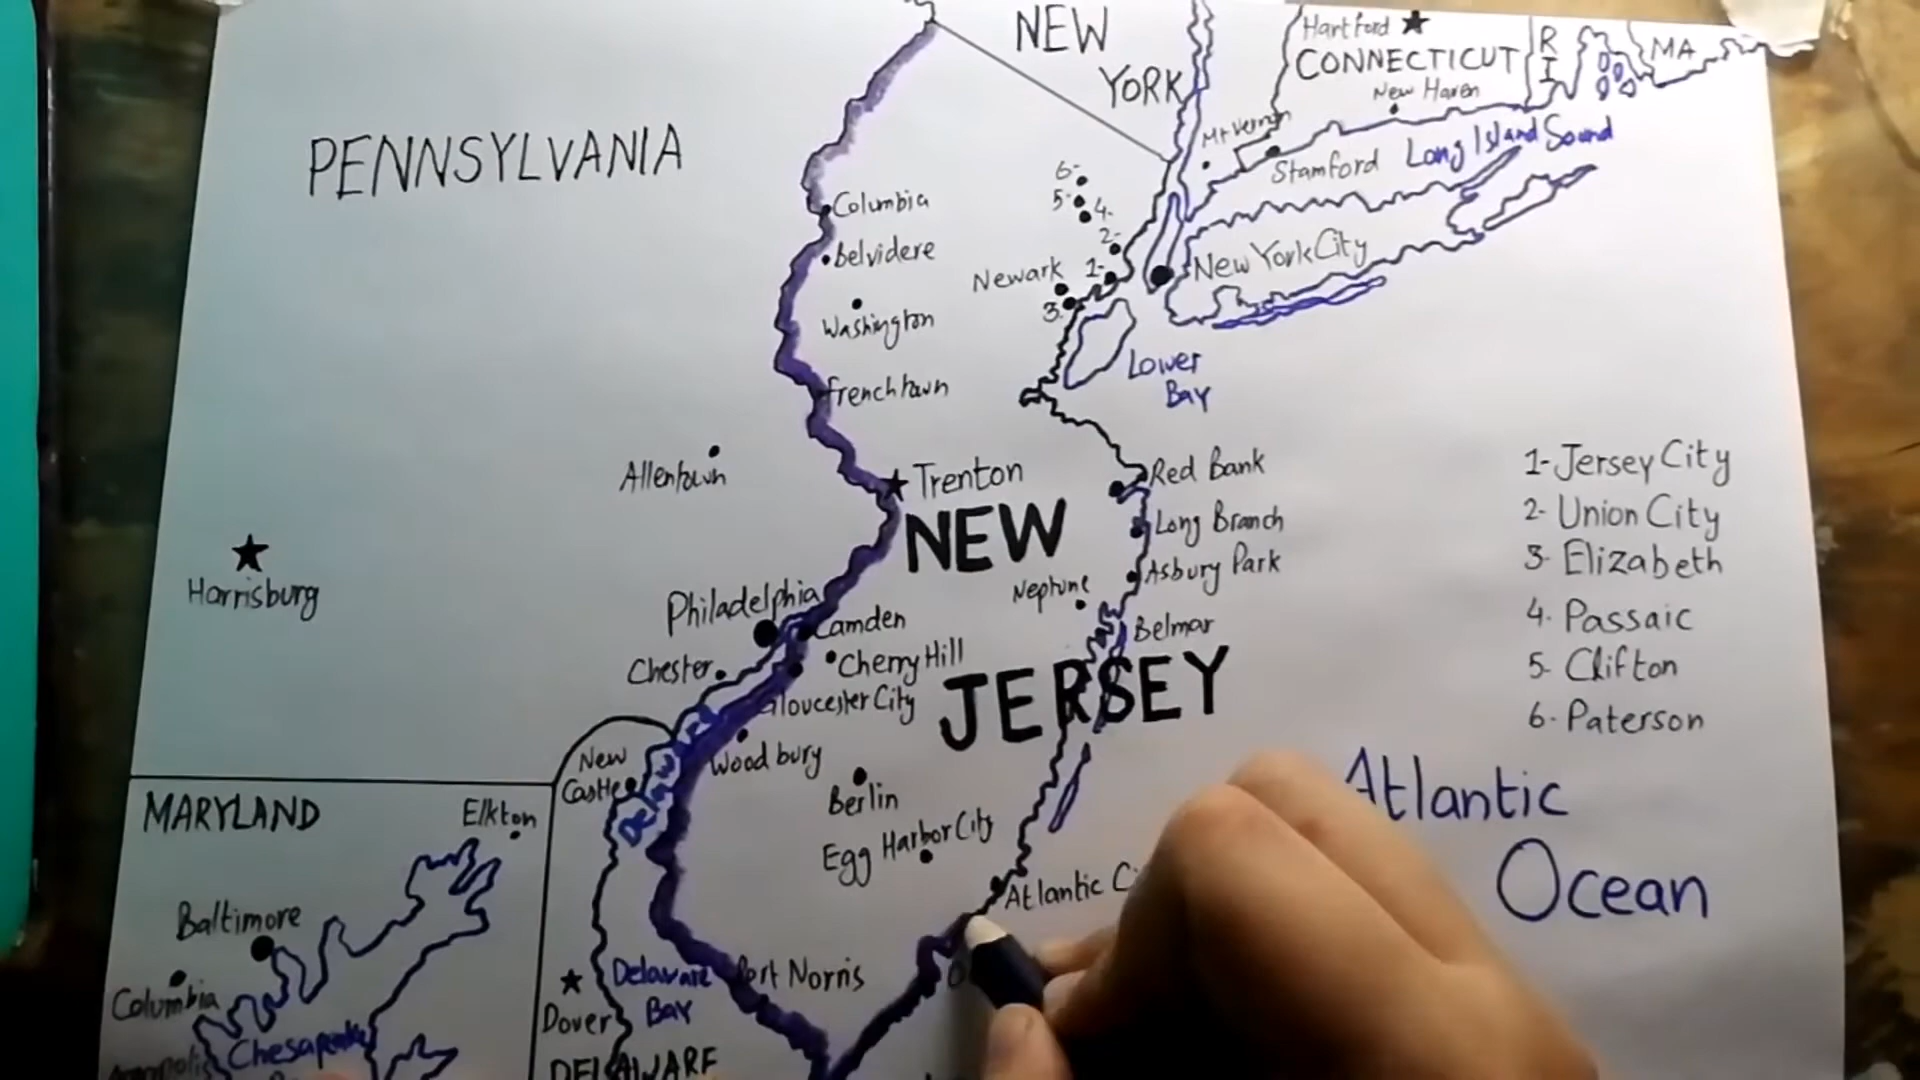 NEW
YORK
Hartford
CONNECTICUT
New Haven
R
I
MA
PENNSYLVANIA
Mt Vernon
Stamford
Long Island Sound
6-
5-
4-
2-
1-
3-
Columbia
Belvidere
Newark
New York City
Washington
Lower
Bay
Frenchtown
Allentown
Trenton
NEW
JERSEY
Red Bank
Long Branch
Asbury Park
Neptune
Belmar
1- Jersey City
2- Union City
3- Elizabeth
4- Passaic
5- Clifton
6- Paterson
Harrisburg
Philadelphia
Camden
Chester
Cherry Hill
Gloucester City
Woodbury
New
Castle
Berlin
Egg Harbor City
Atlantic
Ocean
MARYLAND
Elkton
Atlantic
Baltimore
Columbia
Delaware
Bay
Port Norris
Dover
Chesapeake
DELAWARE